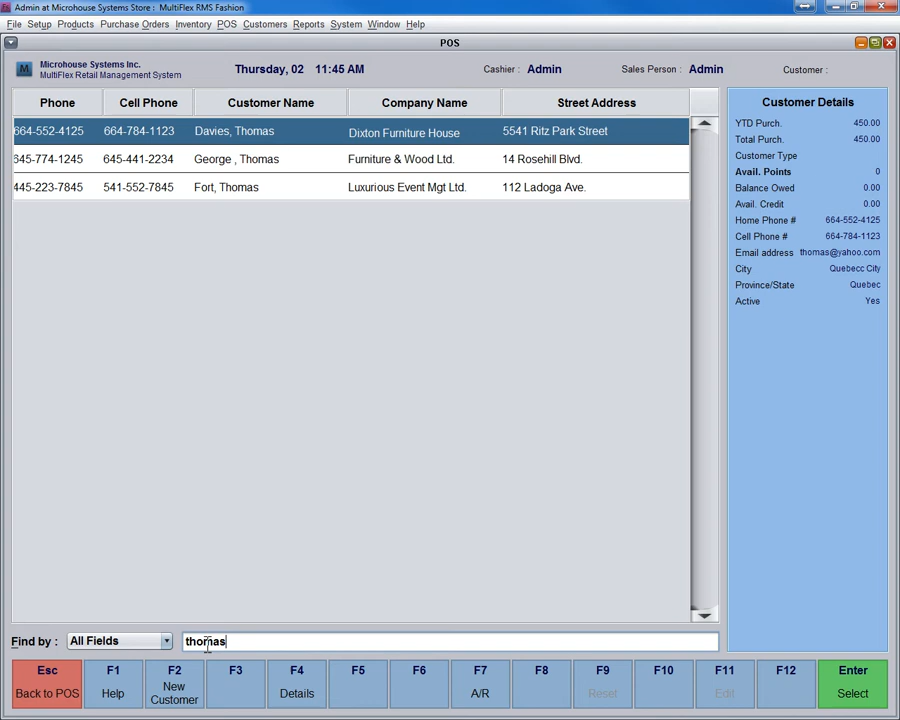 Admin at Microhouse Systems Store : MultiFlex RMS Fashion
File Setup Products Purchase Orders Inventory POS Customers Reports System Window Help
POS
Microhouse Systems Inc.
MultiFlex Retail Management System
Thursday, 02 11:45 AM
Cashier : Admin
Sales Person : Admin
Customer :
Phone Cell Phone Customer Name Company Name Street Address
664-552-4125 664-784-1123 Davies, Thomas Dixton Furniture House 5541 Ritz Park Street
645-774-1245 645-441-2234 George , Thomas Furniture & Wood Ltd. 14 Rosehill Blvd.
445-223-7845 541-552-7845 Fort, Thomas Luxurious Event Mgt Ltd. 112 Ladoga Ave.
Customer Details
YTD Purch. 450.00
Total Purch. 450.00
Customer Type
Avail. Points 0
Balance Owed 0.00
Avail. Credit 0.00
Home Phone # 664-552-4125
Cell Phone # 664-784-1123
Email address thomas@yahoo.com
City Quebecc City
Province/State Quebec
Active Yes
Find by : All Fields thomas
Esc F1 F2 F3 F4 F5 F6 F7 F8 F9 F10 F11 F12 Enter
Back to POS Help New Customer Details A/R Reset Edit Select